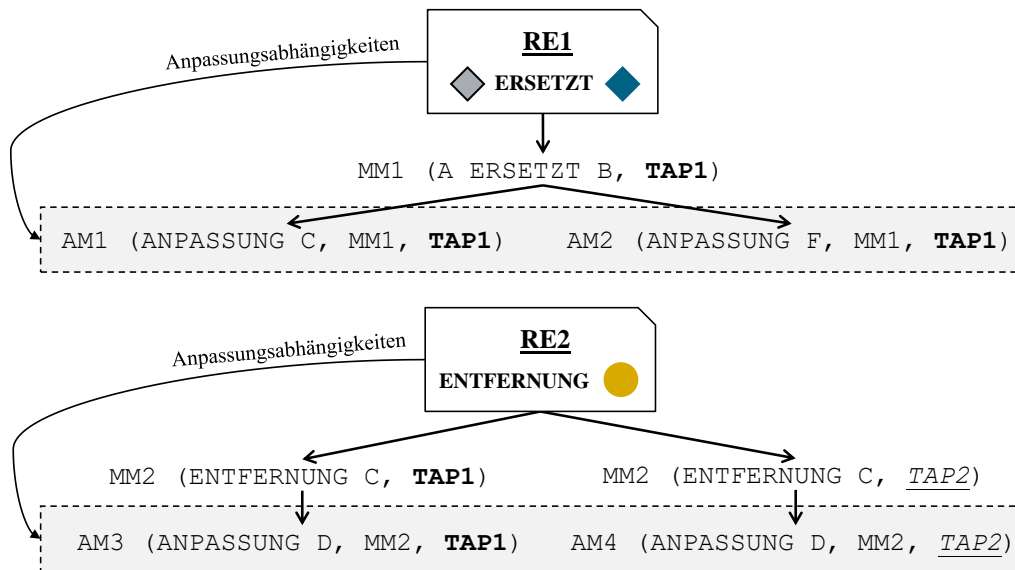 Anpassungsabhängigkeiten
RE1
ERSETZT
MM1 (A ERSETZT B, TAP1)
AM1 (ANPASSUNG C, MM1, TAP1) AM2 (ANPASSUNG F, MM1, TAP1)
Anpassungsabhängigkeiten
RE2
ENTFERNUNG
MM2 (ENTFERNUNG C, TAP1) MM2 (ENTFERNUNG C, TAP2)
AM3 (ANPASSUNG D, MM2, TAP1) AM4 (ANPASSUNG D, MM2, TAP2)